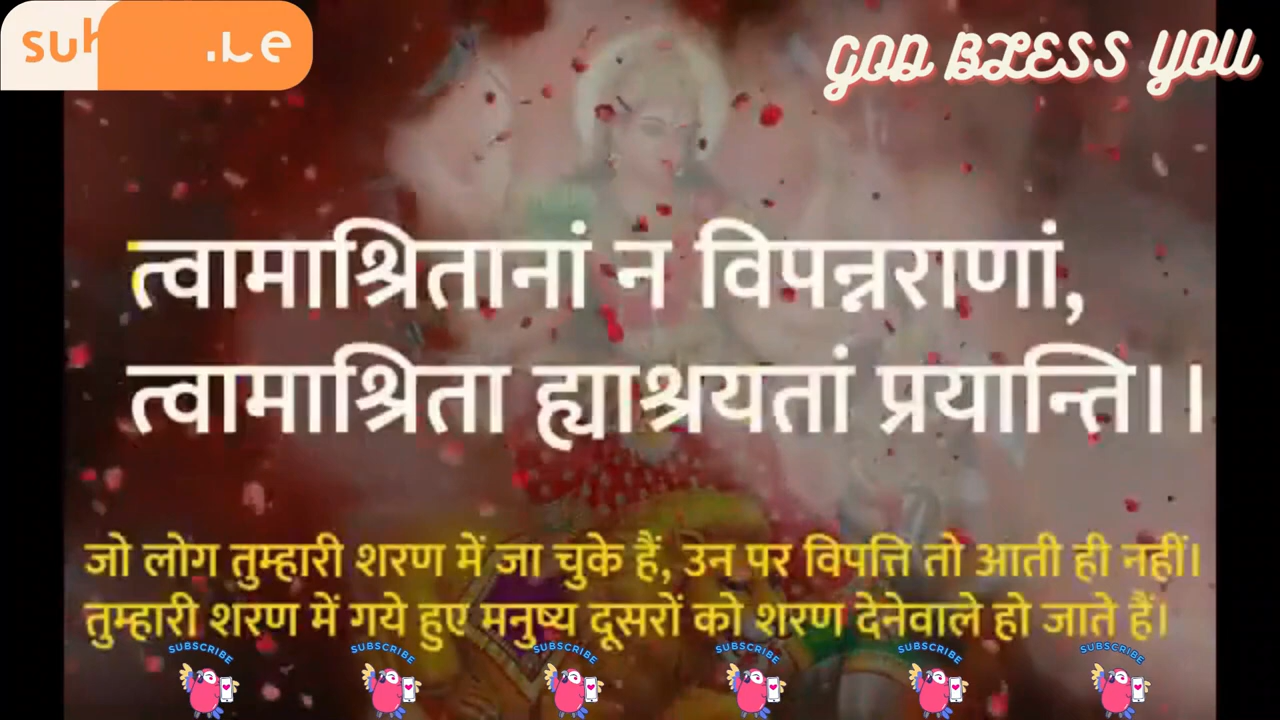 GOD BLESS YOU
त्वामाश्रितानां न विपन्नराणां,
त्वामाश्रिता ह्याश्रयतां प्रयान्ति।।
जो लोग तुम्हारी शरण में जा चुके हैं, उन पर विपत्ति तो आती ही नहीं।
तुम्हारी शरण में गये हुए मनुष्य दूसरों को शरण देनेवाले हो जाते हैं।
SUBSCRIBE SUBSCRIBE SUBSCRIBE SUBSCRIBE SUBSCRIBE SUBSCRIBE